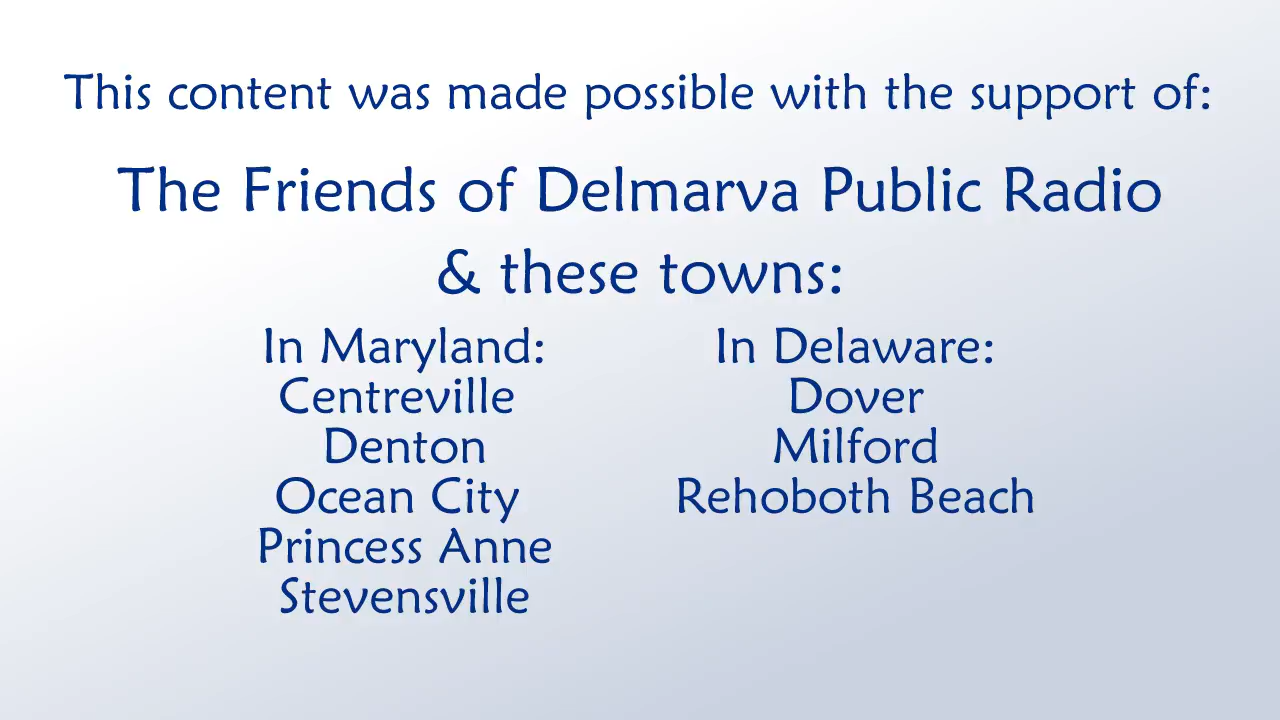 This content was made possible with the support of:
The Friends of Delmarva Public Radio
& these towns:
In Maryland:
Centreville
Denton
Ocean City
Princess Anne
Stevensville
In Delaware:
Dover
Milford
Rehoboth Beach